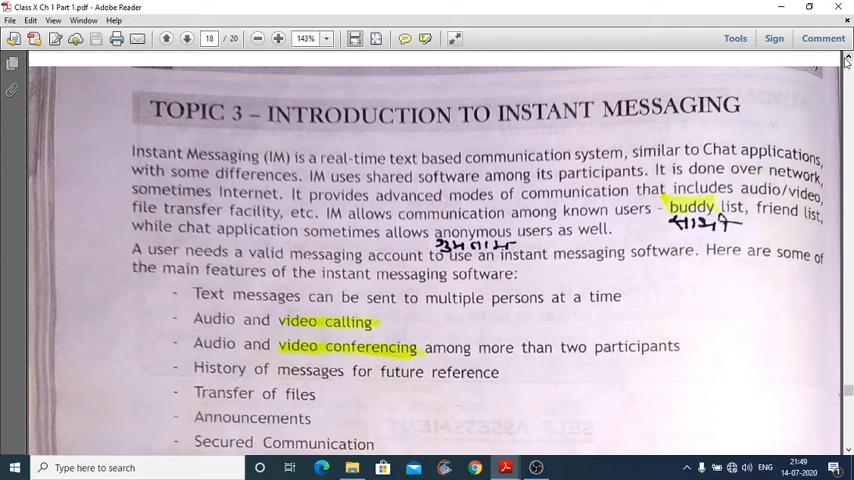 Class X Ch 1 Part 1.pdf - Adobe Reader
File Edit View Window Help
18 / 20 143% Tools Sign Comment
TOPIC 3 – INTRODUCTION TO INSTANT MESSAGING
Instant Messaging (IM) is a real-time text based communication system, similar to Chat applications,
with some differences. IM uses shared software among its participants. It is done over network,
sometimes Internet. It provides advanced modes of communication that includes audio/video,
file transfer facility, etc. IM allows communication among known users - buddy list, friend list,
while chat application sometimes allows anonymous users as well.
A user needs a valid messaging account to use an instant messaging software. Here are some of
the main features of the instant messaging software:
- Text messages can be sent to multiple persons at a time
- Audio and video calling
- Audio and video conferencing among more than two participants
- History of messages for future reference
- Transfer of files
- Announcements
- Secured Communication
Type here to search
ENG
21:49
14-07-2020